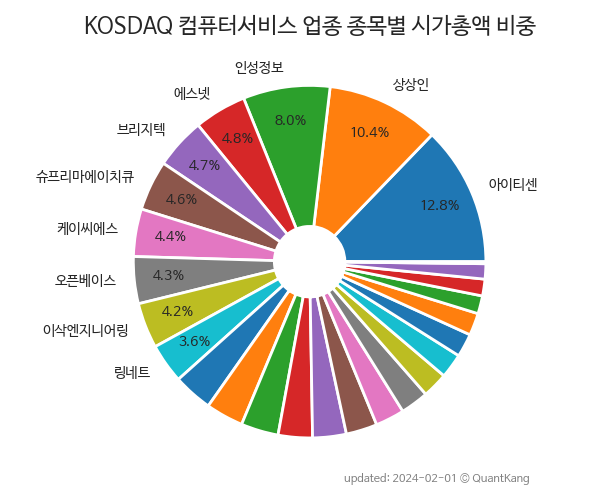 KOSDAQ 컴퓨터서비스 업종 종목별 시가총액 비중
인성정보
상상인
에스넷
8.0%
10.4%
브리지텍
4.8%
4.7%
슈프리마에이치큐
아이티센
4.6%
12.8%
케이씨에스
4.4%
오픈베이스
4.3%
이삭엔지니어링
4.2%
3.6%
링네트
updated: 2024-02-01 © QuantKang